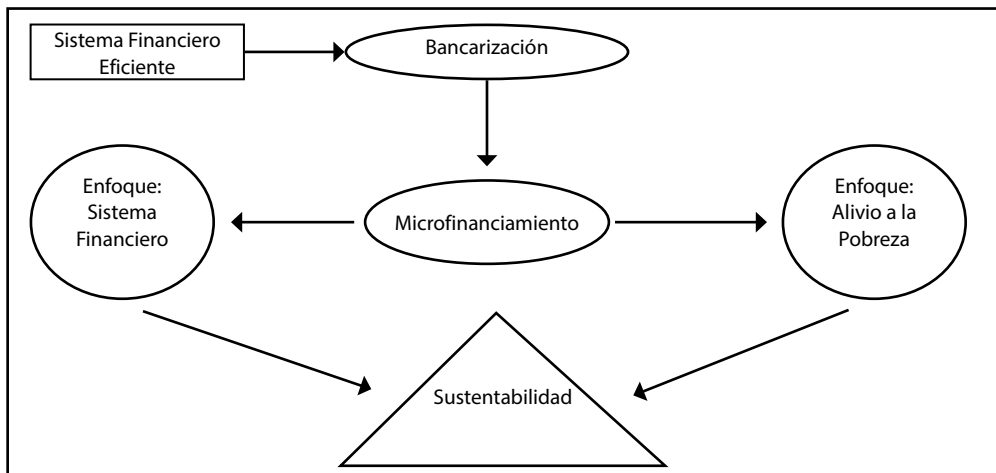 Sistema Financiero
Eficiente
Bancarización
Enfoque:
Sistema
Financiero
Microfinanciamiento
Enfoque:
Alivio a la
Pobreza
Sustentabilidad